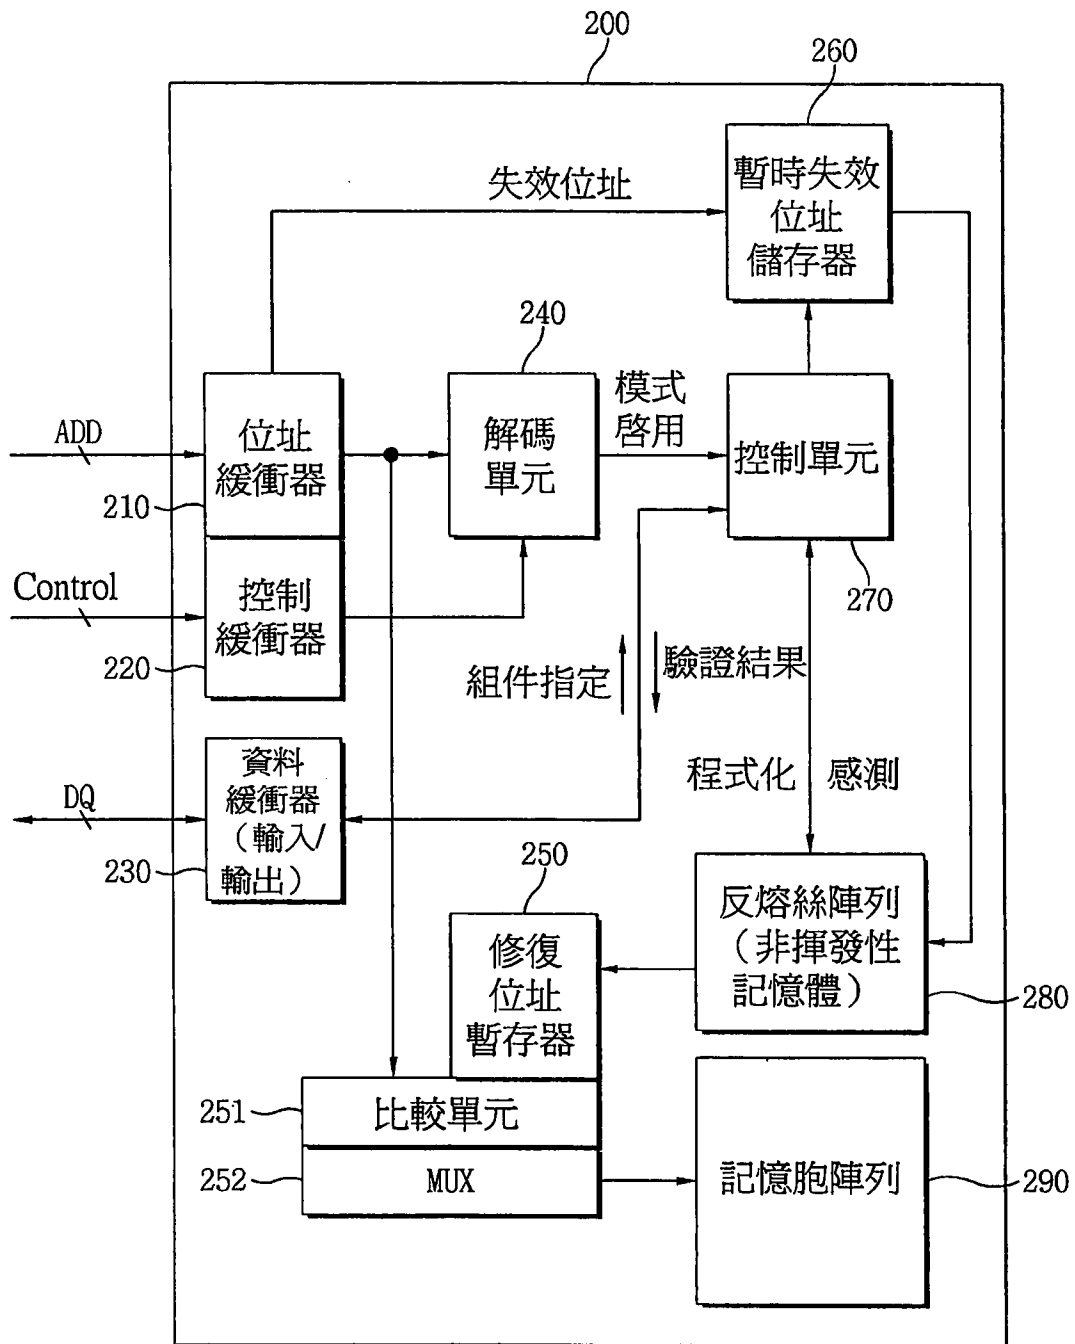 200
260
暫時失效
位址
儲存器
失效位址
240
ADD
位址
緩衝器
210
解碼
單元
模式
啓用
控制單元
270
Control
控制
緩衝器
220
組件指定
驗證結果
程式化
感測
DQ
資料
緩衝器
（輸入/
輸出）
230
250
修復
位址
暫存器
反熔絲陣列
（非揮發性
記憶體）
280
251
比較單元
252
MUX
記憶胞陣列
290